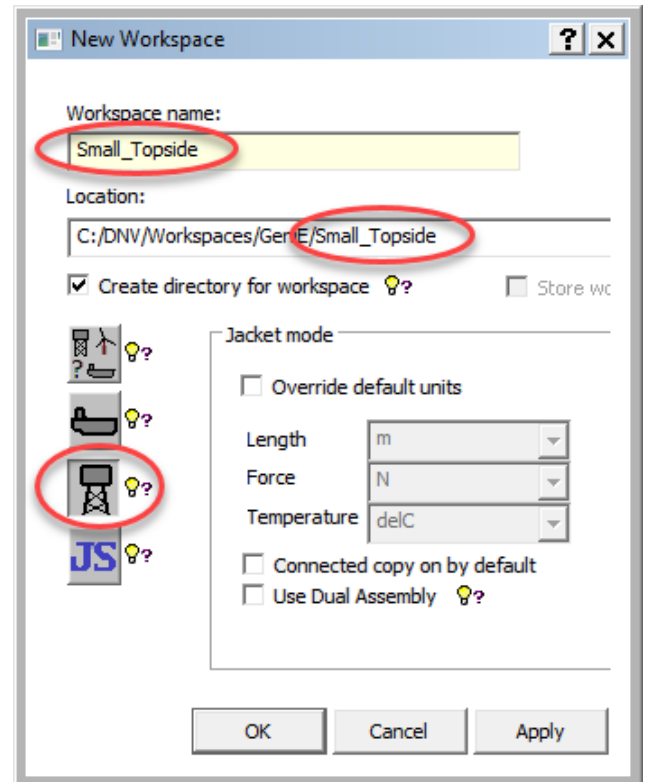 New Workspace
Workspace name:
Small_Topside
Location:
C:/DNV/Workspaces/GeniE/Small_Topside
Create directory for workspace ?
Store wc
?
?
Jacket mode
Override default units
?
Length m
?
Force N
Temperature delC
JS ?
Connected copy on by default
Use Dual Assembly ?
OK Cancel Apply